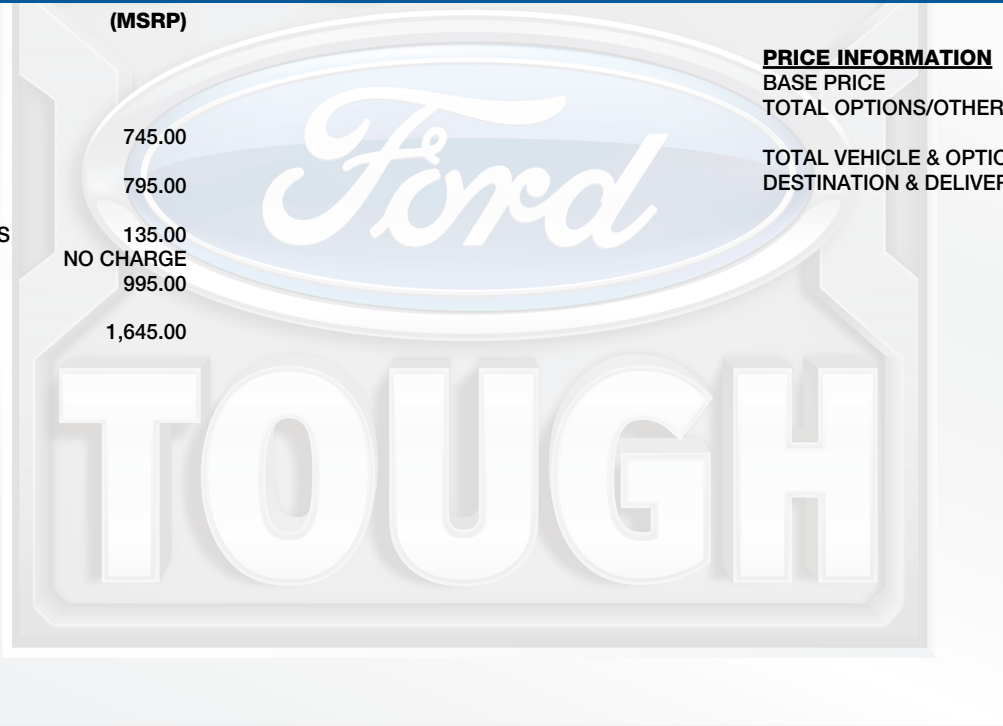 (MSRP)
745.00
795.00
S 135.00
NO CHARGE
995.00
1,645.00
PRICE INFORMATION
BASE PRICE
TOTAL OPTIONS/OTHER
TOTAL VEHICLE & OPTIO
DESTINATION & DELIVER
Ford
TOUGH